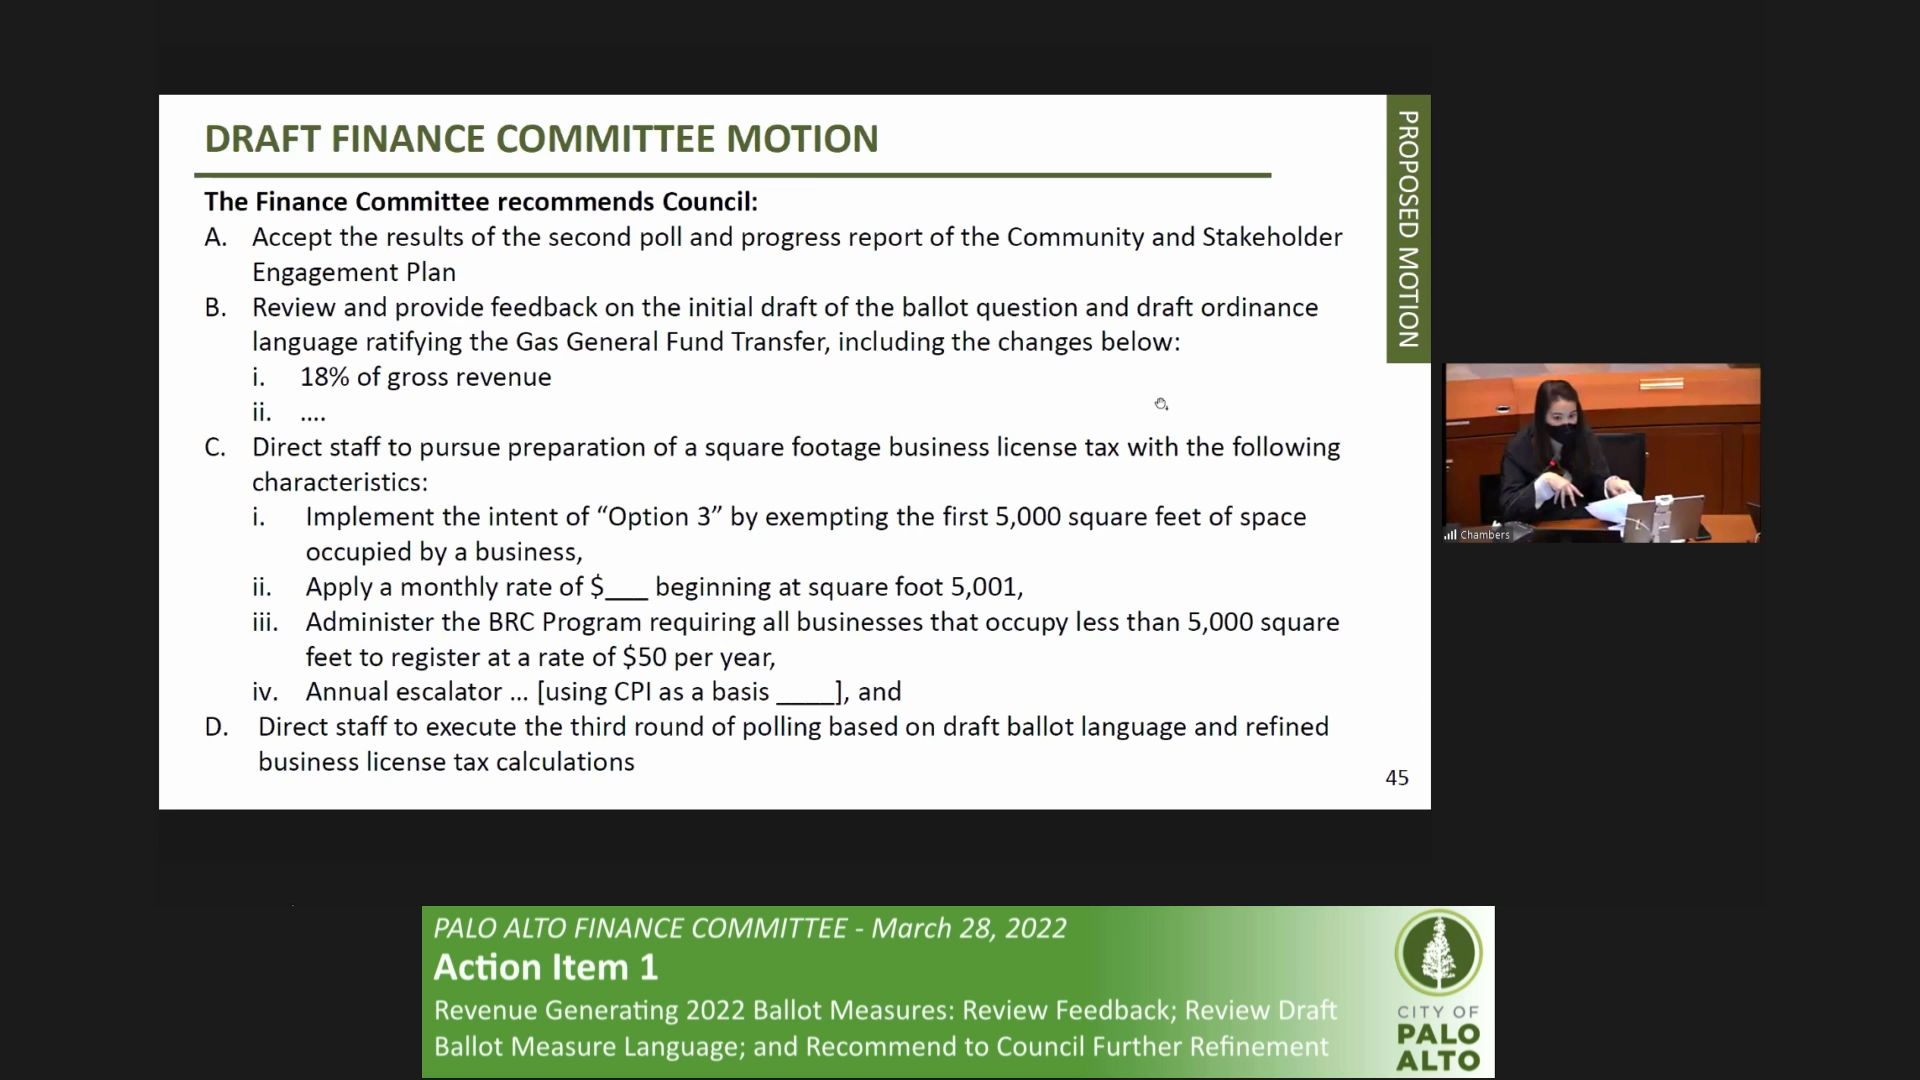 DRAFT FINANCE COMMITTEE MOTION
PROPOSED MOTION
The Finance Committee recommends Council:
A. Accept the results of the second poll and progress report of the Community and Stakeholder
Engagement Plan
B. Review and provide feedback on the initial draft of the ballot question and draft ordinance
language ratifying the Gas General Fund Transfer, including the changes below:
i. 18% of gross revenue
ii. ....
C. Direct staff to pursue preparation of a square footage business license tax with the following
characteristics:
i. Implement the intent of “Option 3” by exempting the first 5,000 square feet of space
occupied by a business,
ii. Apply a monthly rate of $___ beginning at square foot 5,001,
iii. Administer the BRC Program requiring all businesses that occupy less than 5,000 square
feet to register at a rate of $50 per year,
iv. Annual escalator ... [using CPI as a basis ____], and
D. Direct staff to execute the third round of polling based on draft ballot language and refined
business license tax calculations
45
Chambers
PALO ALTO FINANCE COMMITTEE - March 28, 2022
Action Item 1
Revenue Generating 2022 Ballot Measures: Review Feedback; Review Draft
Ballot Measure Language; and Recommend to Council Further Refinement
CITY OF
PALO
ALTO